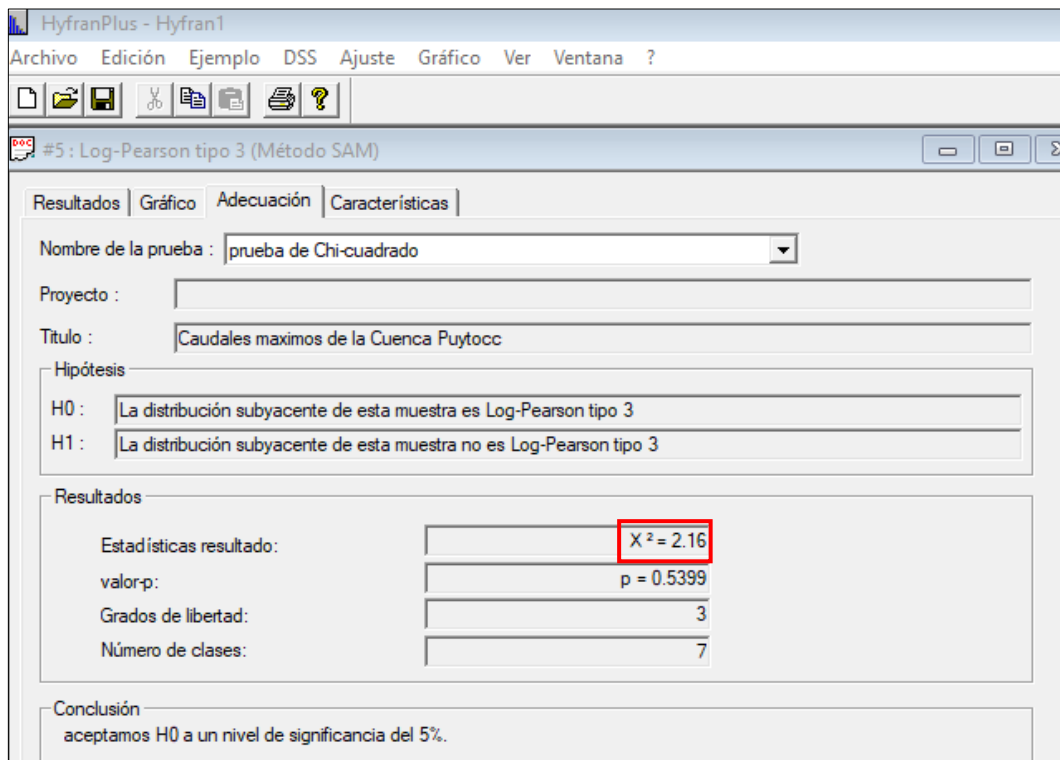 HyfranPlus - Hyfran1
Archivo Edición Ejemplo DSS Ajuste Gráfico Ver Ventana ?
#5 : Log-Pearson tipo 3 (Método SAM)
Resultados Gráfico Adecuación Características
Nombre de la prueba : prueba de Chi-cuadrado
Proyecto :
Titulo : Caudales maximos de la Cuenca Puytocc
Hipótesis
H0 : La distribución subyacente de esta muestra es Log-Pearson tipo 3
H1 : La distribución subyacente de esta muestra no es Log-Pearson tipo 3
Resultados
Estadísticas resultado: X ² = 2.16
valor-p: p = 0.5399
Grados de libertad: 3
Número de clases: 7
Conclusión
aceptamos H0 a un nivel de significancia del 5%.